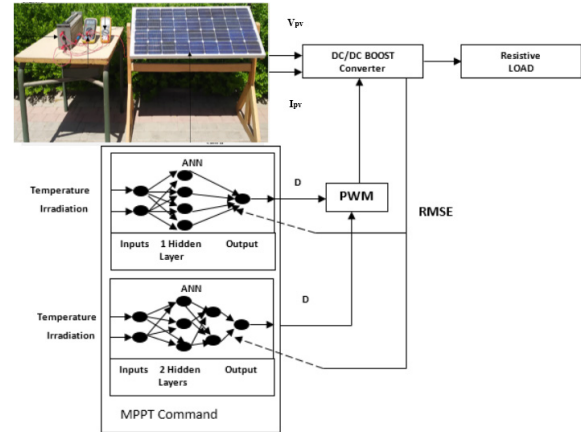 Vpv
DC/DC BOOST
Converter
Resistive
LOAD
Ipv
ANN
Temperature
Irradiation
D
PWM
RMSE
Inputs 1 Hidden Output
Layer
ANN
D
Temperature
Irradiation
Inputs 2 Hidden Output
Layers
MPPT Command